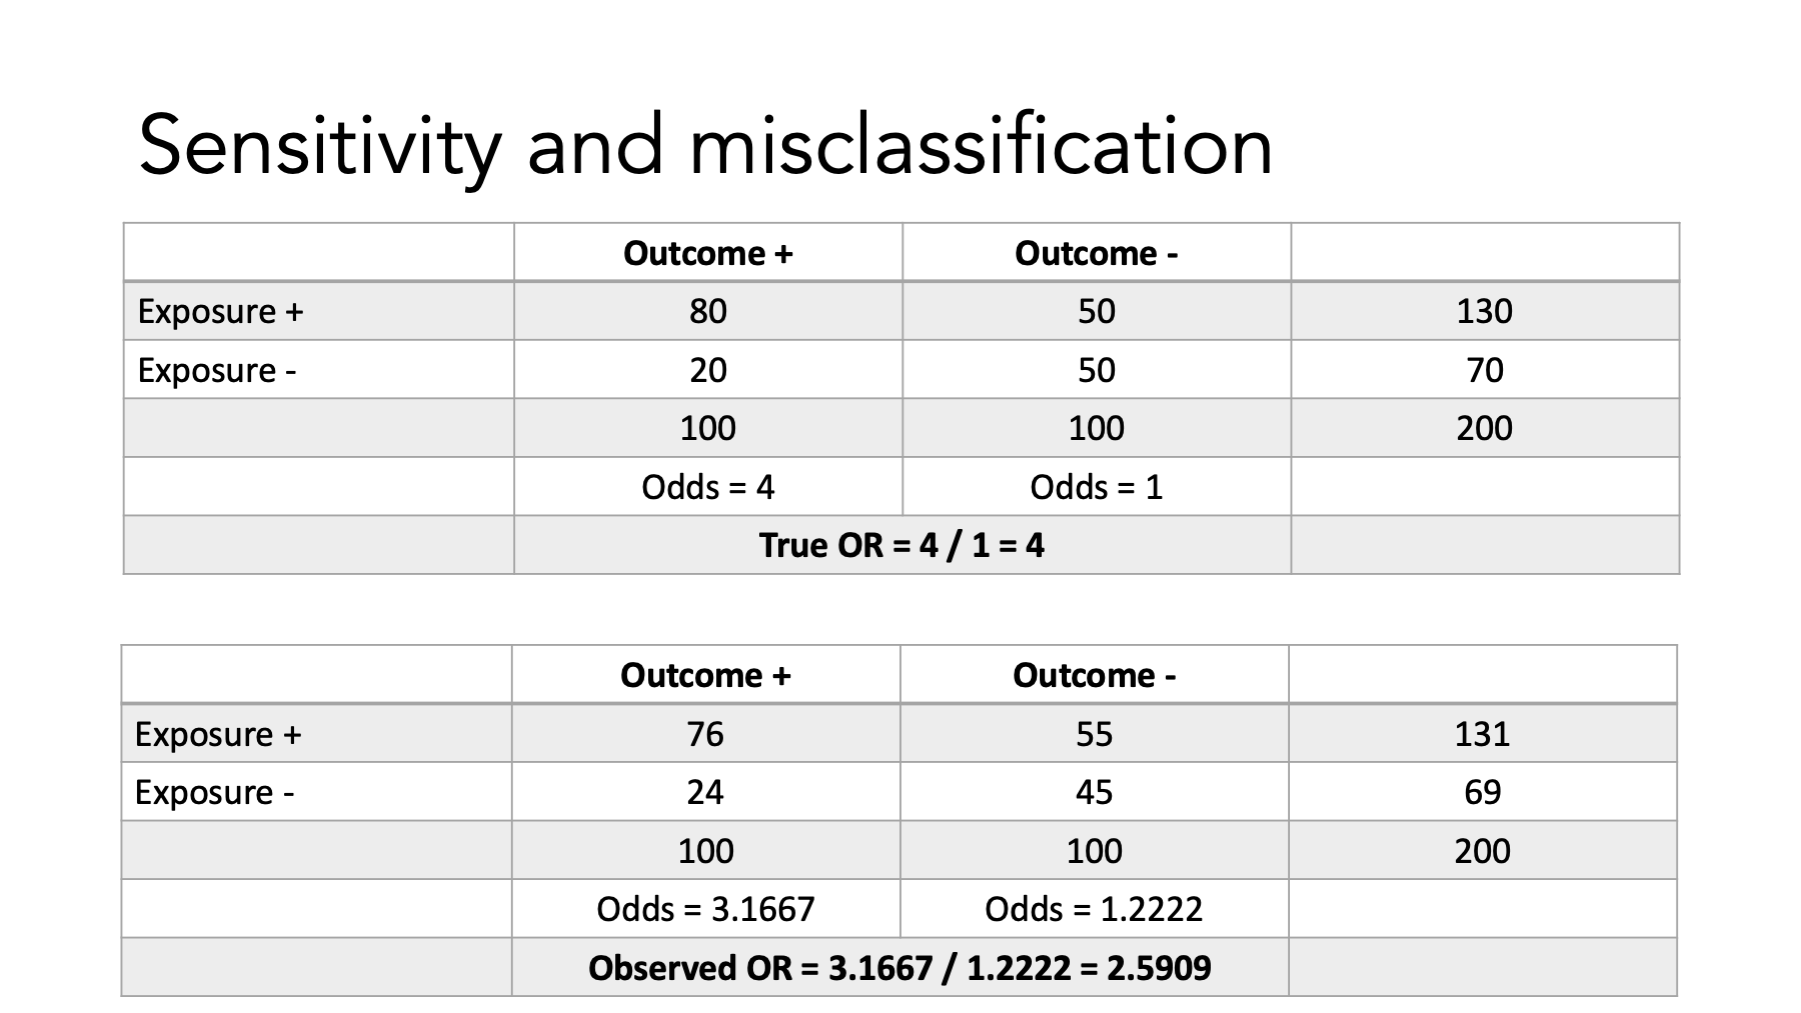 Sensitivity and misclassification
Outcome + Outcome -
Exposure + 80 50 130
Exposure - 20 50 70
100 100 200
Odds = 4 Odds = 1
True OR = 4 / 1 = 4
Outcome + Outcome -
Exposure + 76 55 131
Exposure - 24 45 69
100 100 200
Odds = 3.1667 Odds = 1.2222
Observed OR = 3.1667 / 1.2222 = 2.5909